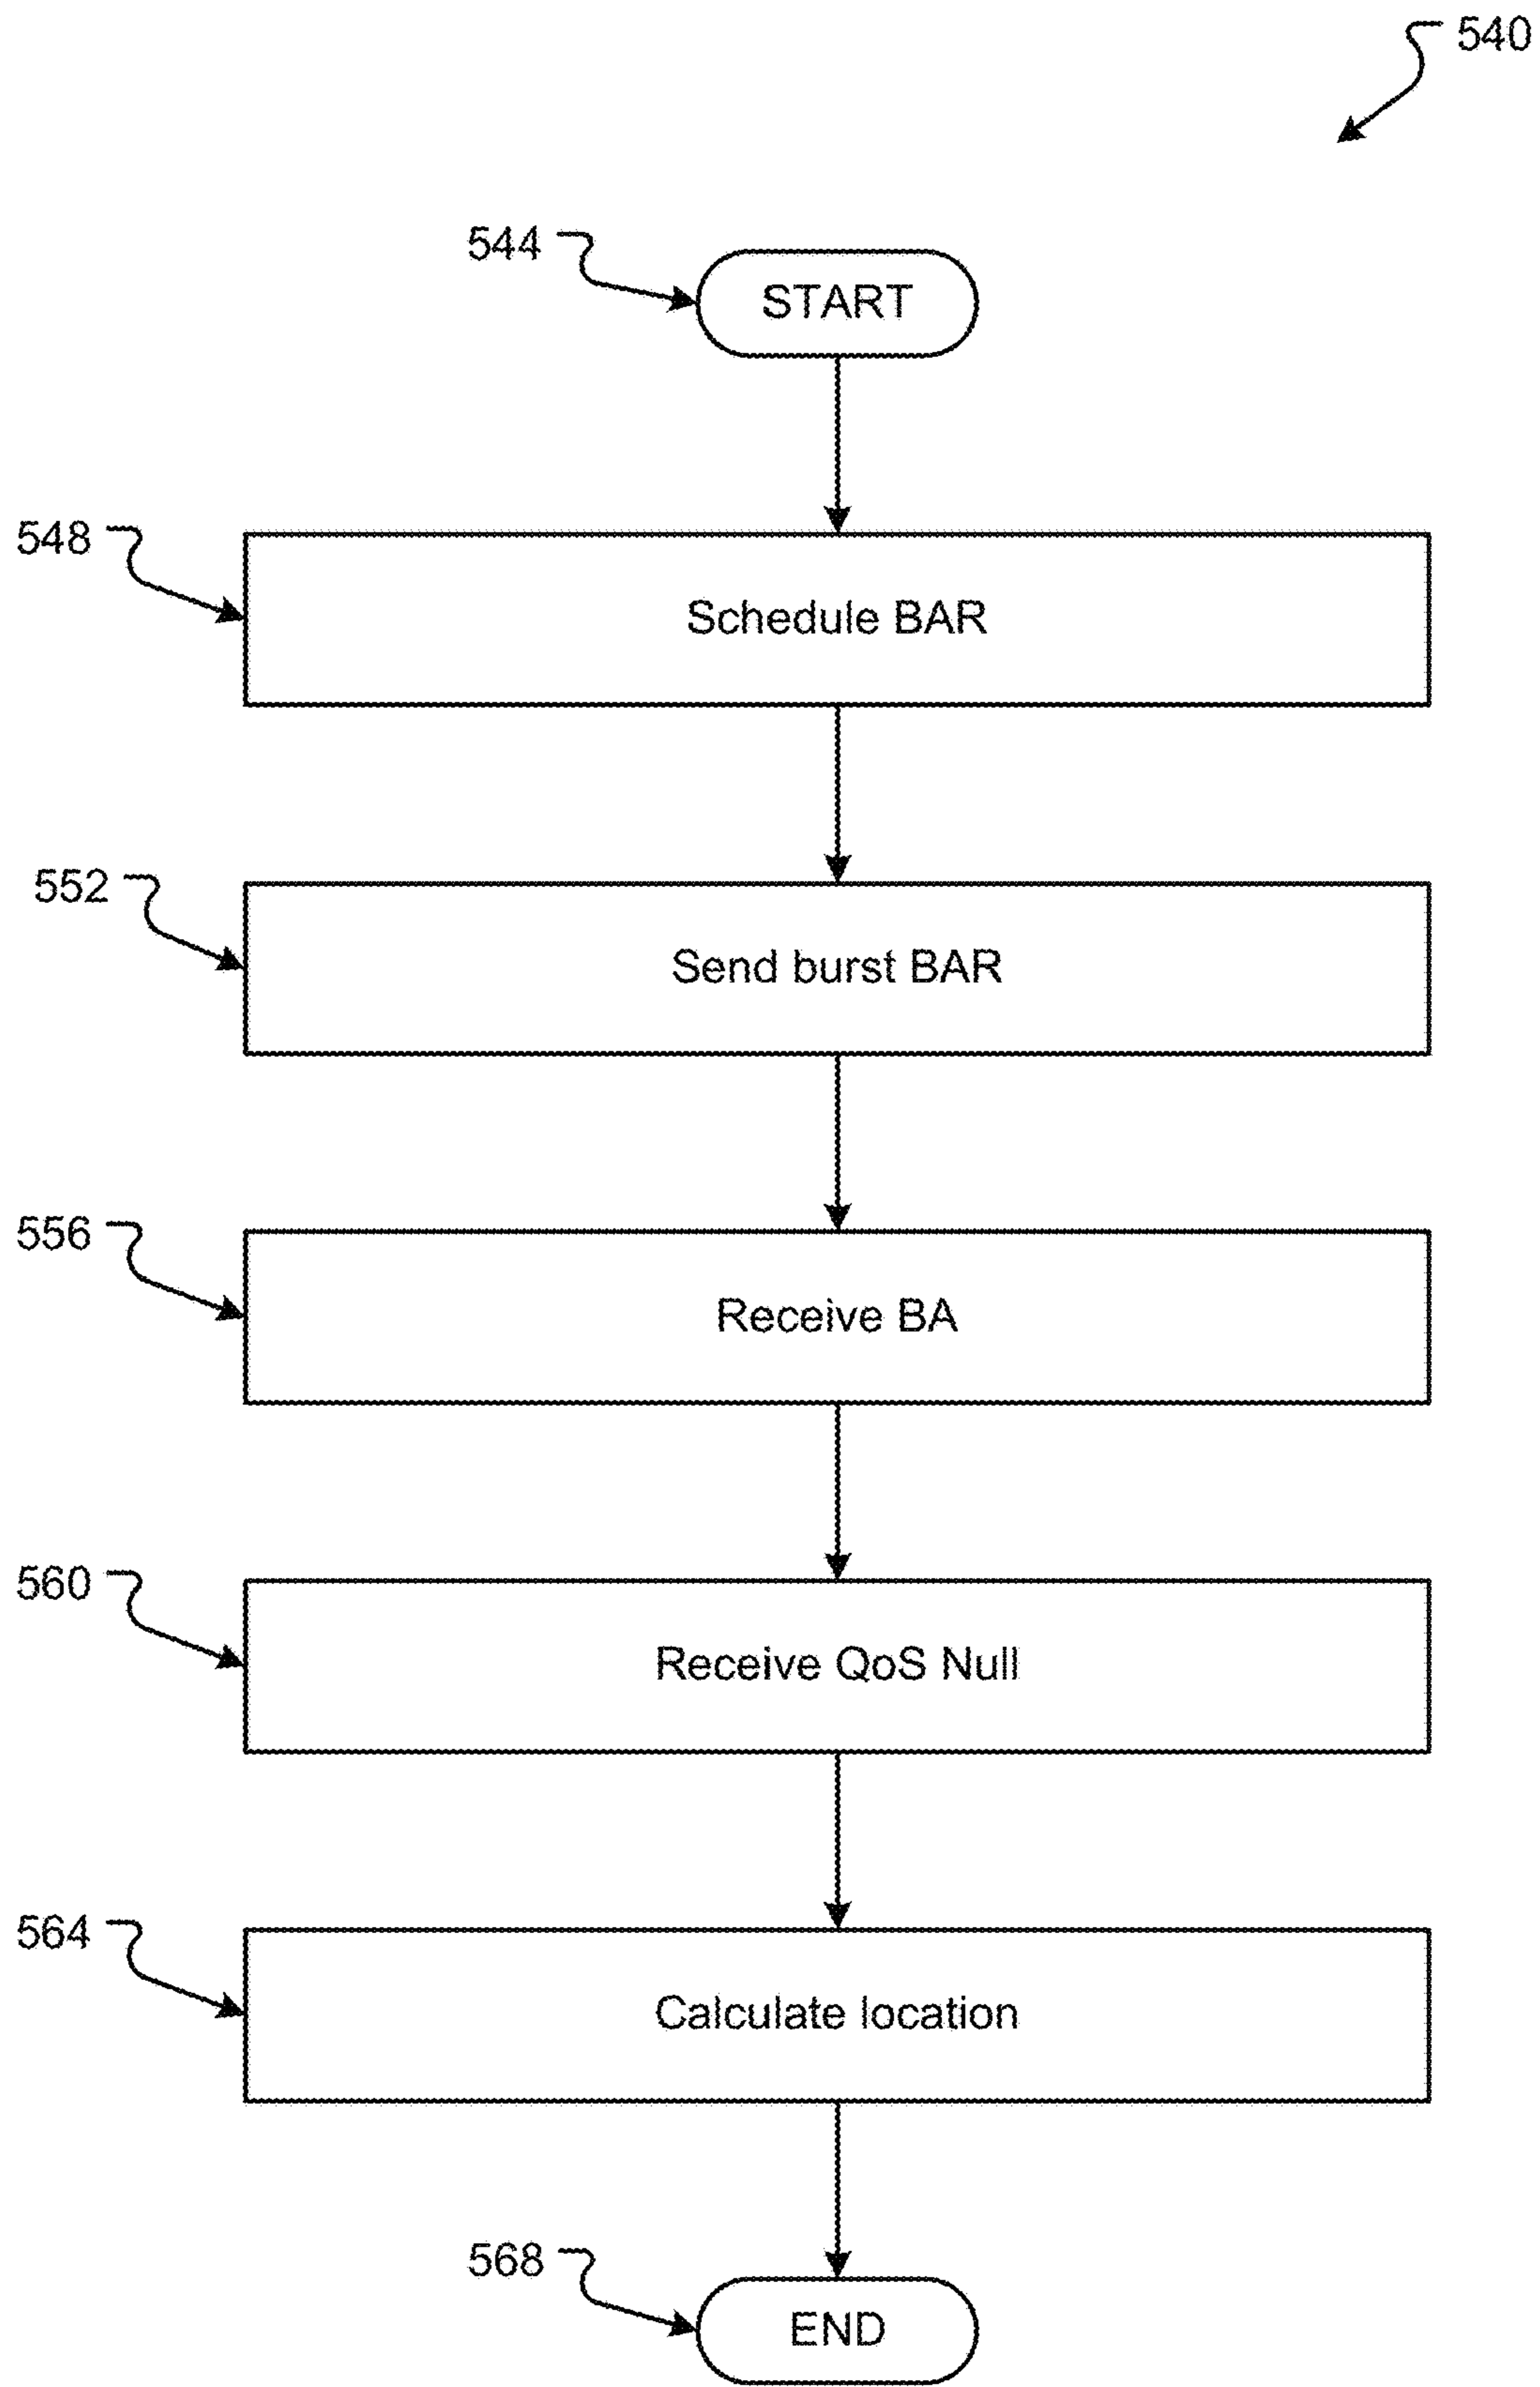 540
544
START
548
Schedule BAR
552
Send burst BAR
556
Receive BA
560
Receive QoS Null
564
Calculate location
568
END